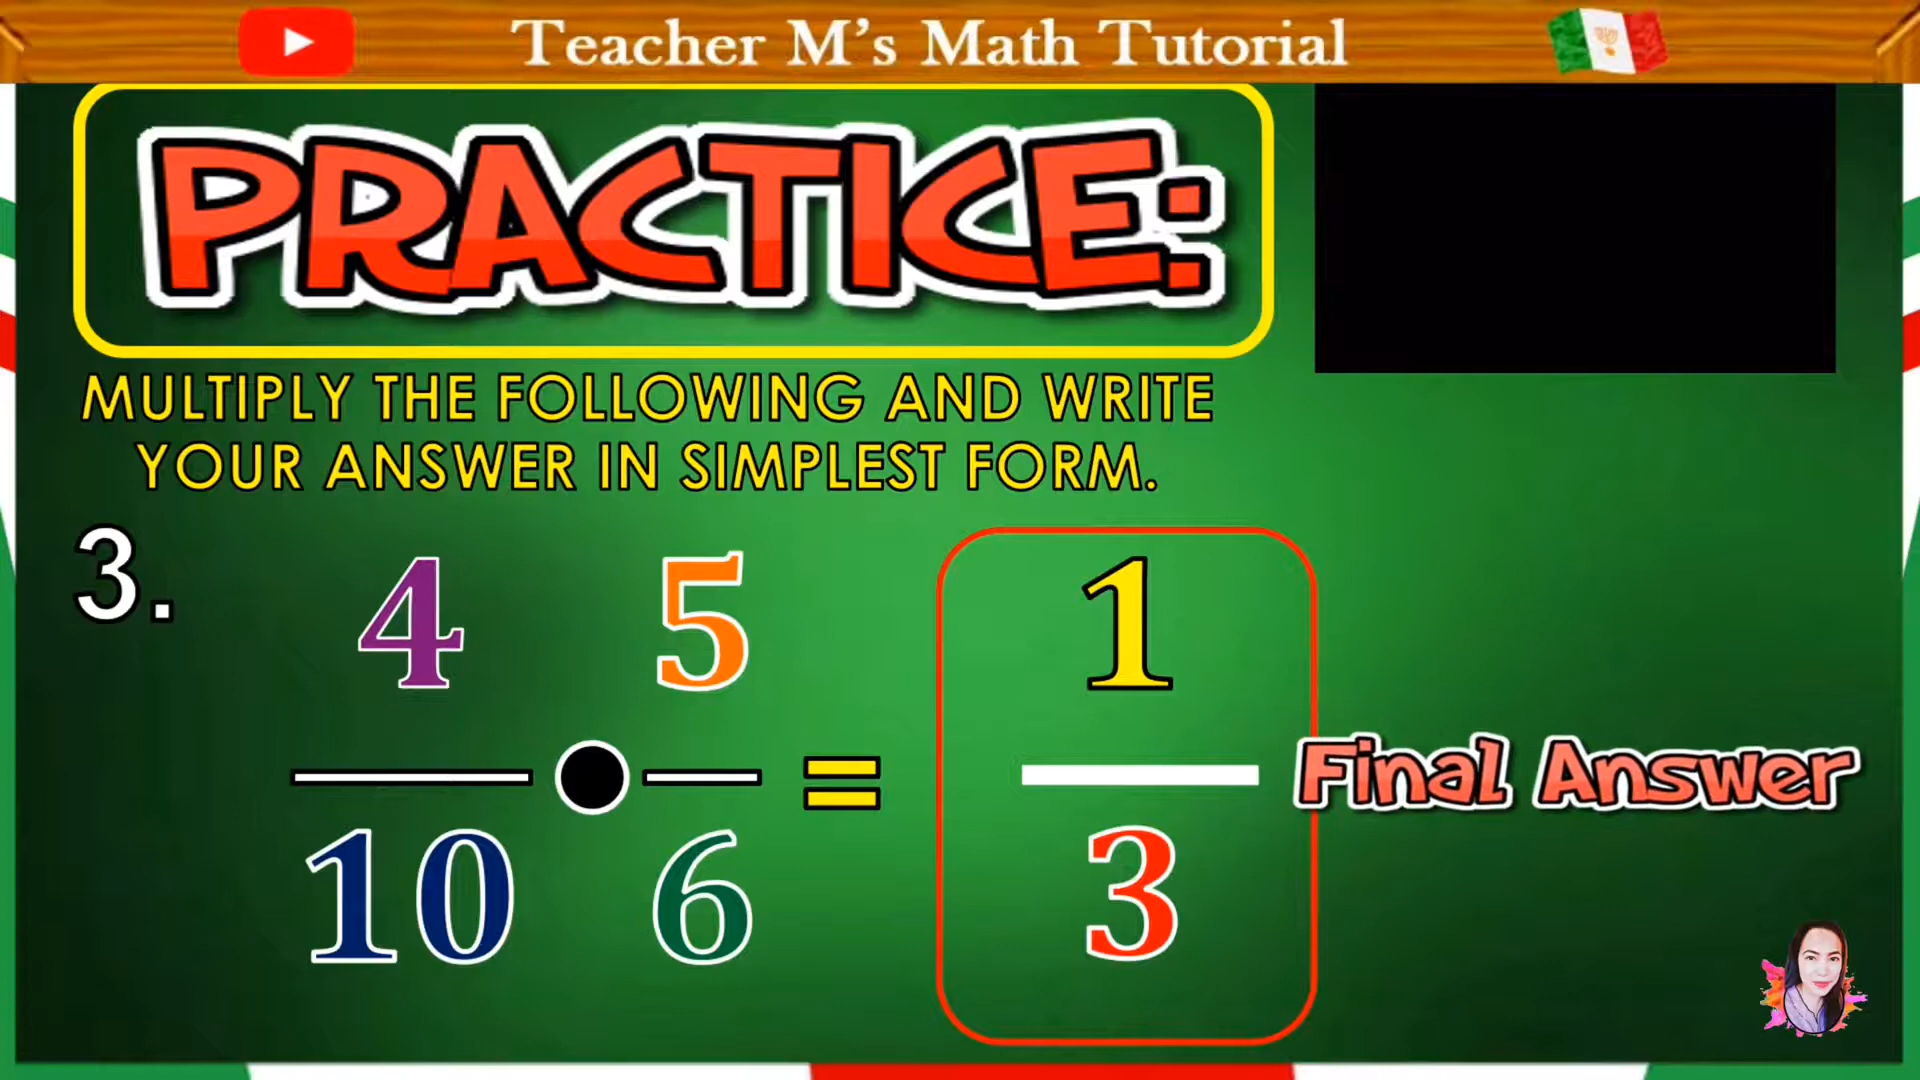 Teacher M's Math Tutorial
PRACTICE:
MULTIPLY THE FOLLOWING AND WRITE
YOUR ANSWER IN SIMPLEST FORM.
3.
4 5 1
• = Final Answer
10 6 3